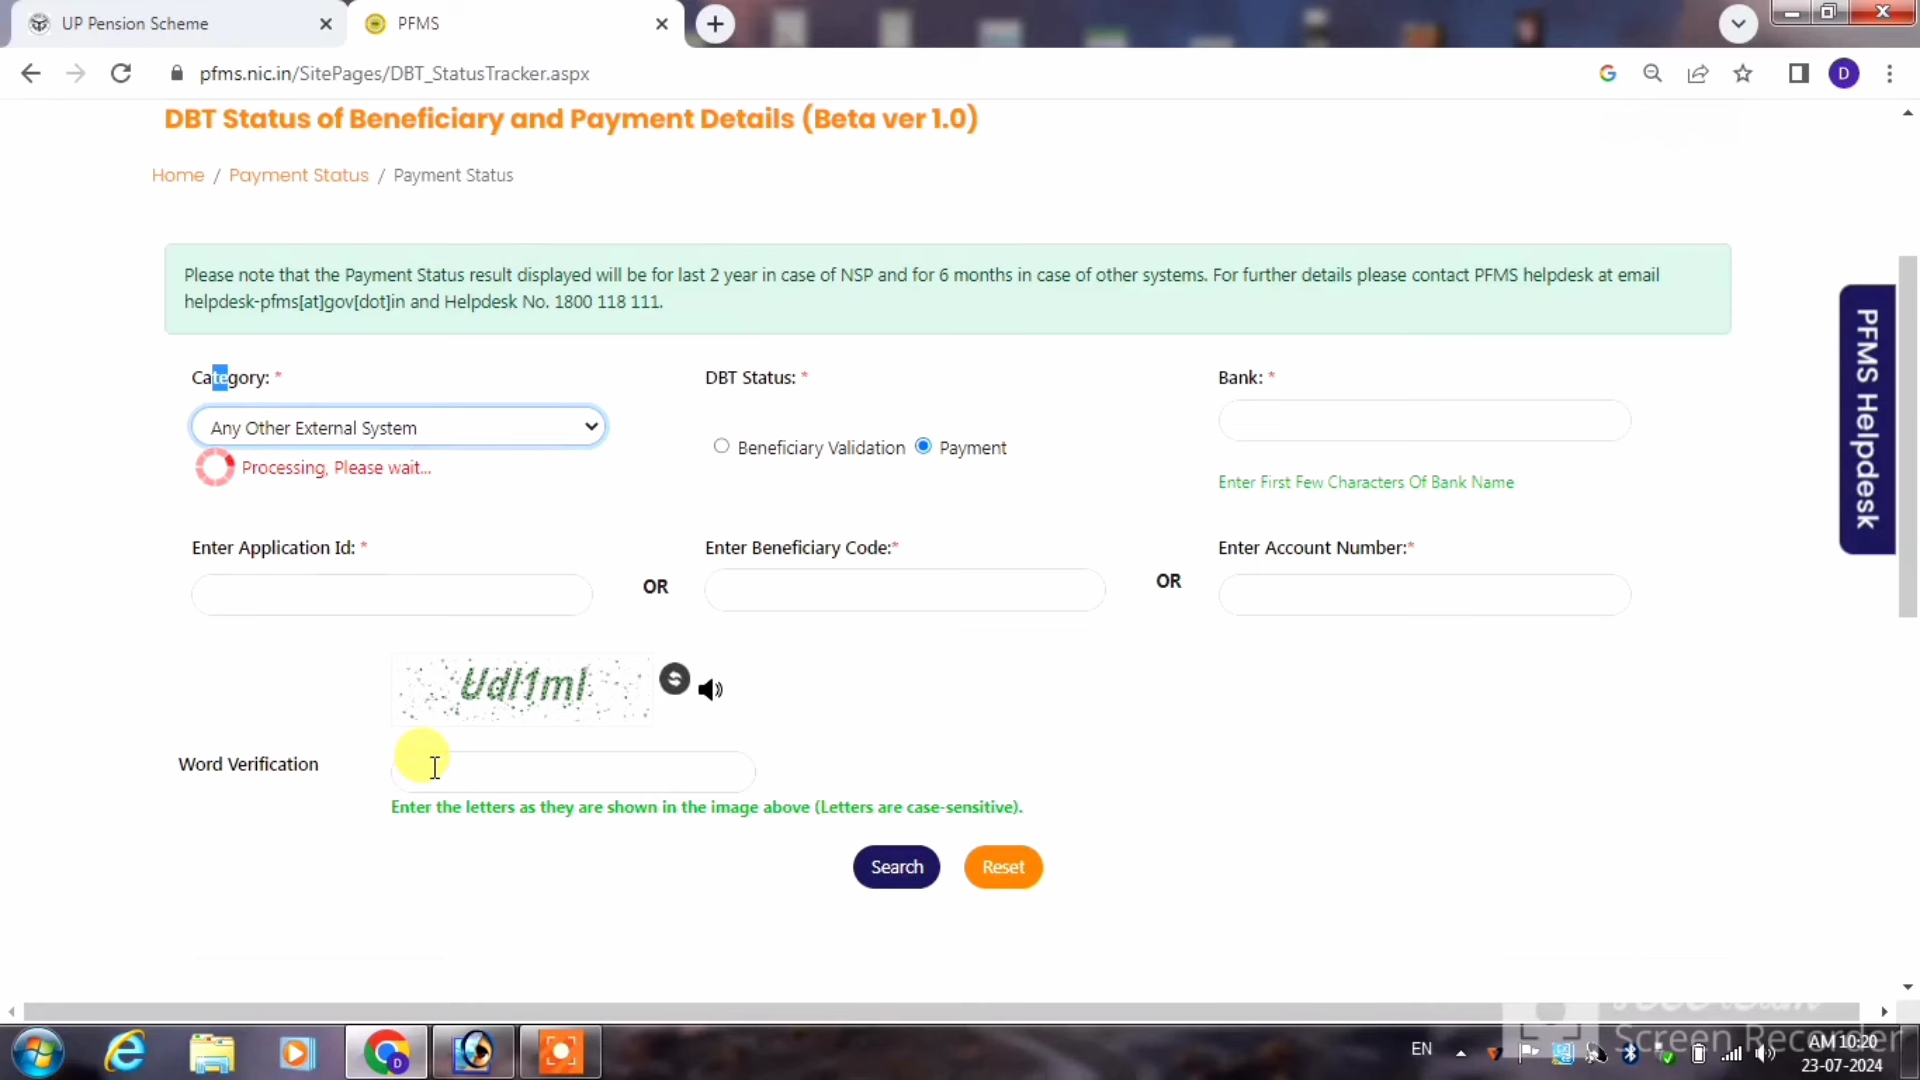 UP Pension Scheme
PFMS
pfms.nic.in/SitePages/DBT_StatusTracker.aspx
D
DBT Status of Beneficiary and Payment Details (Beta ver 1.0)
Home / Payment Status / Payment Status
Please note that the Payment Status result displayed will be for last 2 year in case of NSP and for 6 months in case of other systems. For further details please contact PFMS helpdesk at email
helpdesk-pfms[at]gov[dot]in and Helpdesk No. 1800 118 111.
PFMS Helpdesk
Category: * DBT Status: * Bank: *
Any Other External System
Processing, Please wait...
Beneficiary Validation Payment
Enter First Few Characters Of Bank Name
Enter Application Id: * Enter Beneficiary Code:* Enter Account Number:*
OR OR
Word Verification
Enter the letters as they are shown in the image above (Letters are case-sensitive).
Search Reset
Screen Recorder
EN
AM 10:20
23-07-2024